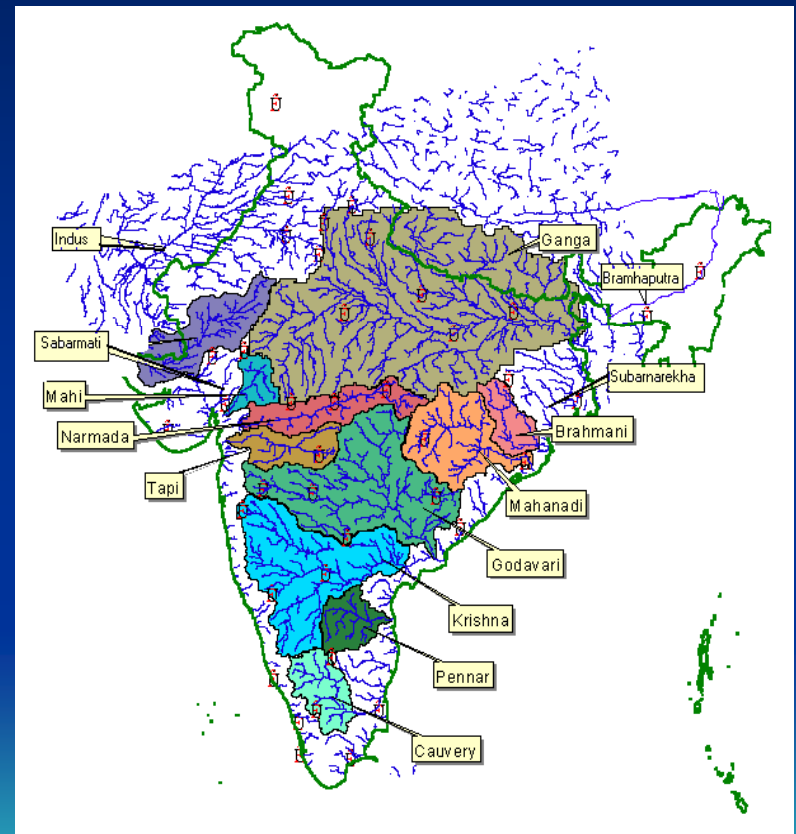 Ganga
Indus
Bramhaputra
Sabarmati
Subarnarekha
Mahi
Narmada
Brahmani
Tapi
Mahanadi
Godavari
Krishna
Pennar
Cauvery